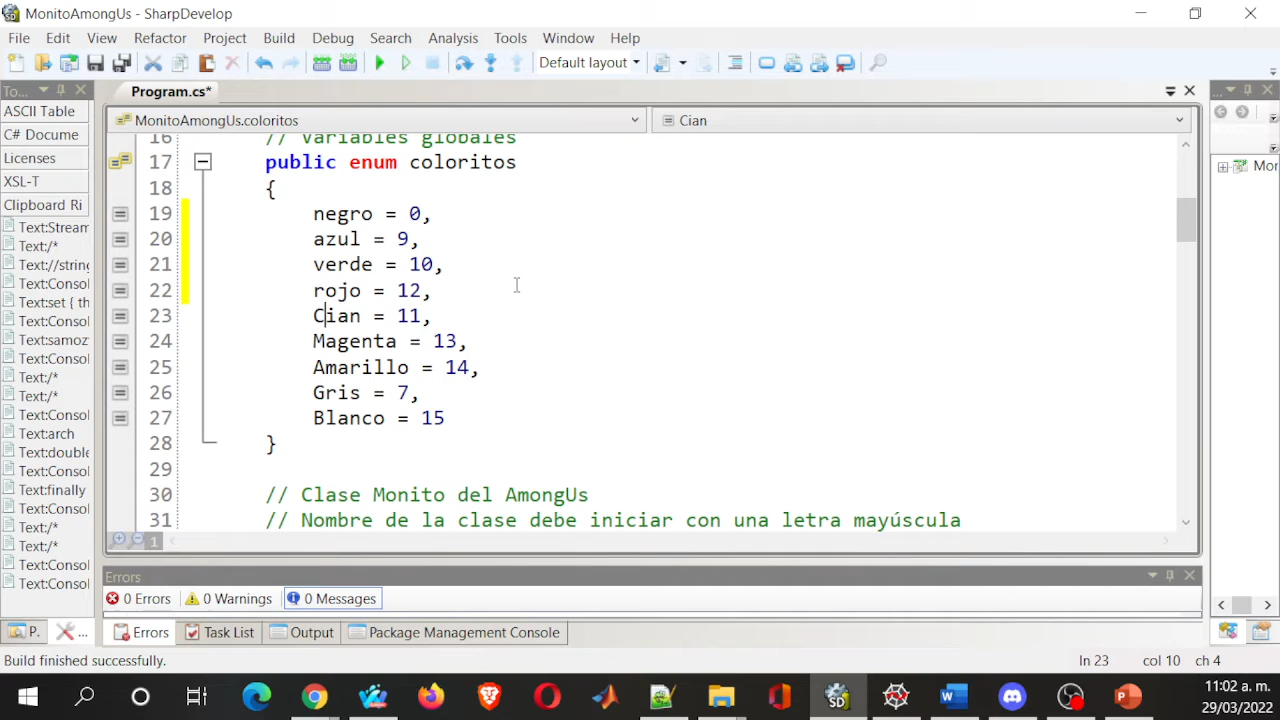 MonitoAmongUs - SharpDevelop
File Edit View Refactor Project Build Debug Search Analysis Tools Window Help
Default layout
To...
Program.cs*
ASCII Table
C# Docume
Licenses
XSL-T
Clipboard Ri
Text:Stream
Text:/*
Text://string
Text:Consol
Text:set { th
Text:Consol
Text:samoz
Text:Consol
Text:/*
Text:/*
Text:Consol
Text:arch
Text:double
Text:Consol
Text:finally
Text:Consol
Text:/*
Text:/*
Text:Consol
Text:Consol
P.
...
MonitoAmongUs.coloritos
Cian
16 // Variables globales
17 public enum coloritos
18 {
19 negro = 0,
20 azul = 9,
21 verde = 10,
22 rojo = 12,
23 Cian = 11,
24 Magenta = 13,
25 Amarillo = 14,
26 Gris = 7,
27 Blanco = 15
28 }
29
30 // Clase Monito del AmongUs
31 // Nombre de la clase debe iniciar con una letra mayúscula
1
...
Mor
Errors
0 Errors 0 Warnings 0 Messages
Errors Task List Output Package Management Console
Build finished successfully.
ln 23 col 10 ch 4
11:02 a. m.
29/03/2022